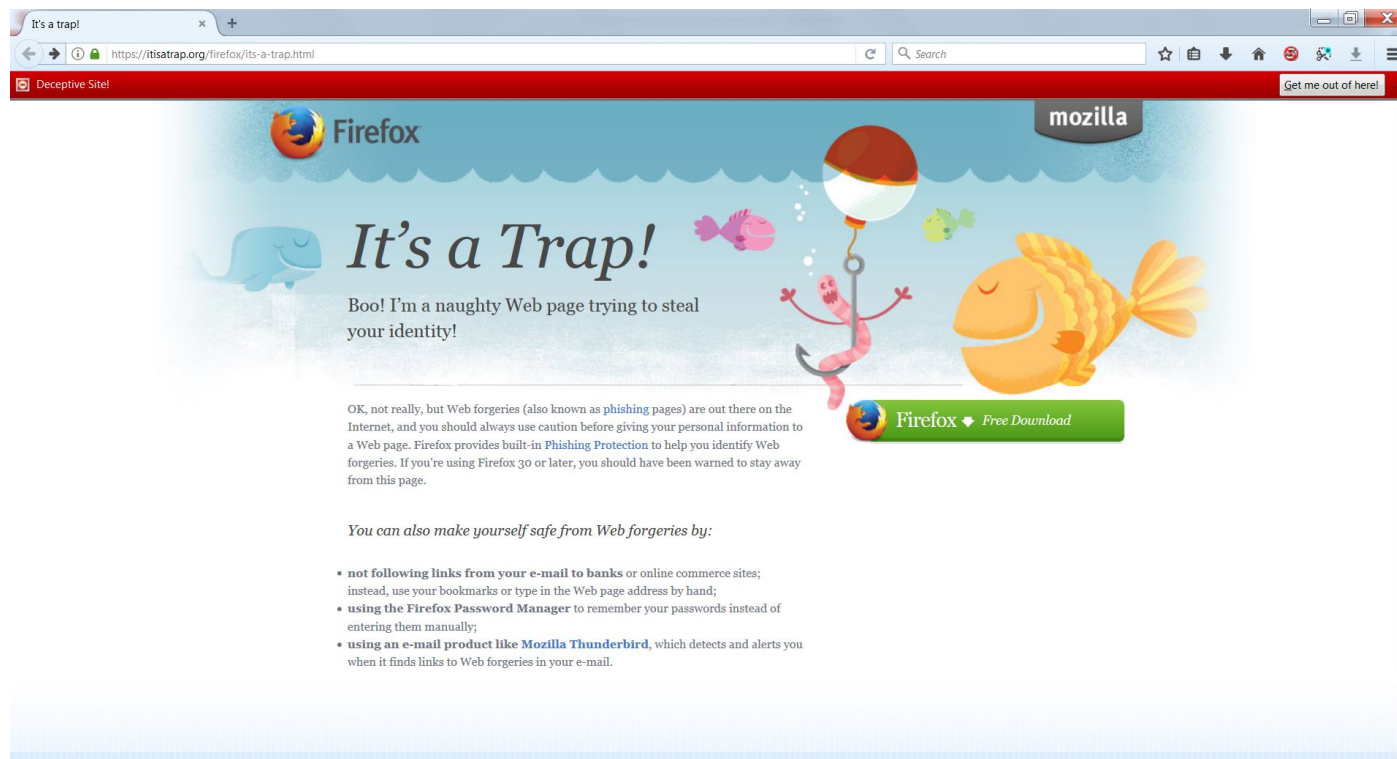 It's a trap!
https://itisatrap.org/firefox/its-a-trap.html
Search
Deceptive Site!
Get me out of here!
Firefox
mozilla
It's a Trap!
Boo! I'm a naughty Web page trying to steal
your identity!
OK, not really, but Web forgeries (also known as phishing pages) are out there on the
Internet, and you should always use caution before giving your personal information to
a Web page. Firefox provides built-in Phishing Protection to help you identify Web
forgeries. If you're using Firefox 30 or later, you should have been warned to stay away
from this page.
Firefox Free Download
You can also make yourself safe from Web forgeries by:
• not following links from your e-mail to banks or online commerce sites;
instead, use your bookmarks or type in the Web page address by hand;
• using the Firefox Password Manager to remember your passwords instead of
entering them manually;
• using an e-mail product like Mozilla Thunderbird, which detects and alerts you
when it finds links to Web forgeries in your e-mail.